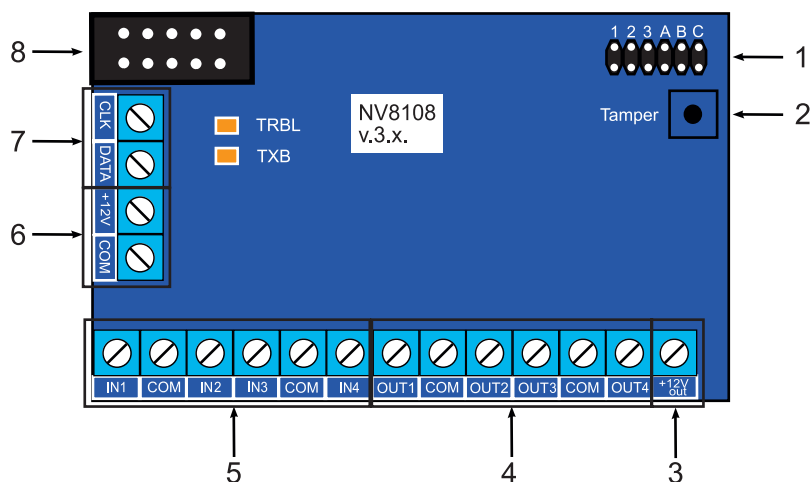 8
1 2 3 A B C
1
CLK
NV8108
v.3.x.
Tamper
2
TRBL
7
DATA
TXB
+12V
6
COM
IN1 COM IN2 IN3 COM IN4 OUT1 COM OUT2 OUT3 COM OUT4 +12V
out
5 4 3